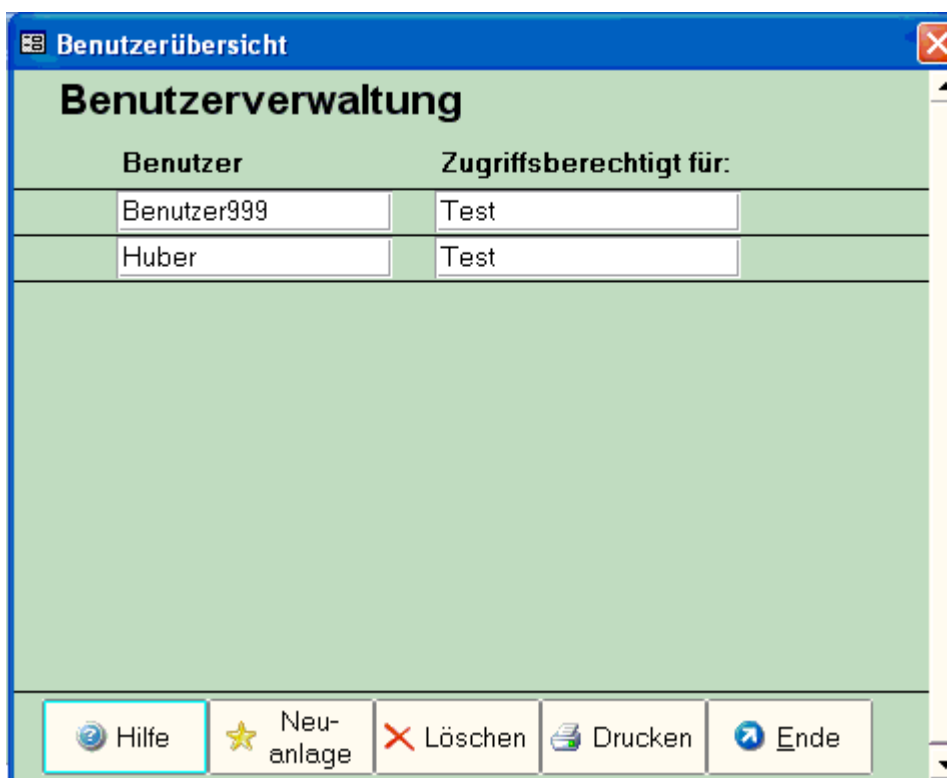 Benutzerübersicht
Benutzerverwaltung
Benutzer Zugriffsberechtigt für:
Benutzer999 Test
Huber Test
Hilfe Neu-
anlage Löschen Drucken Ende